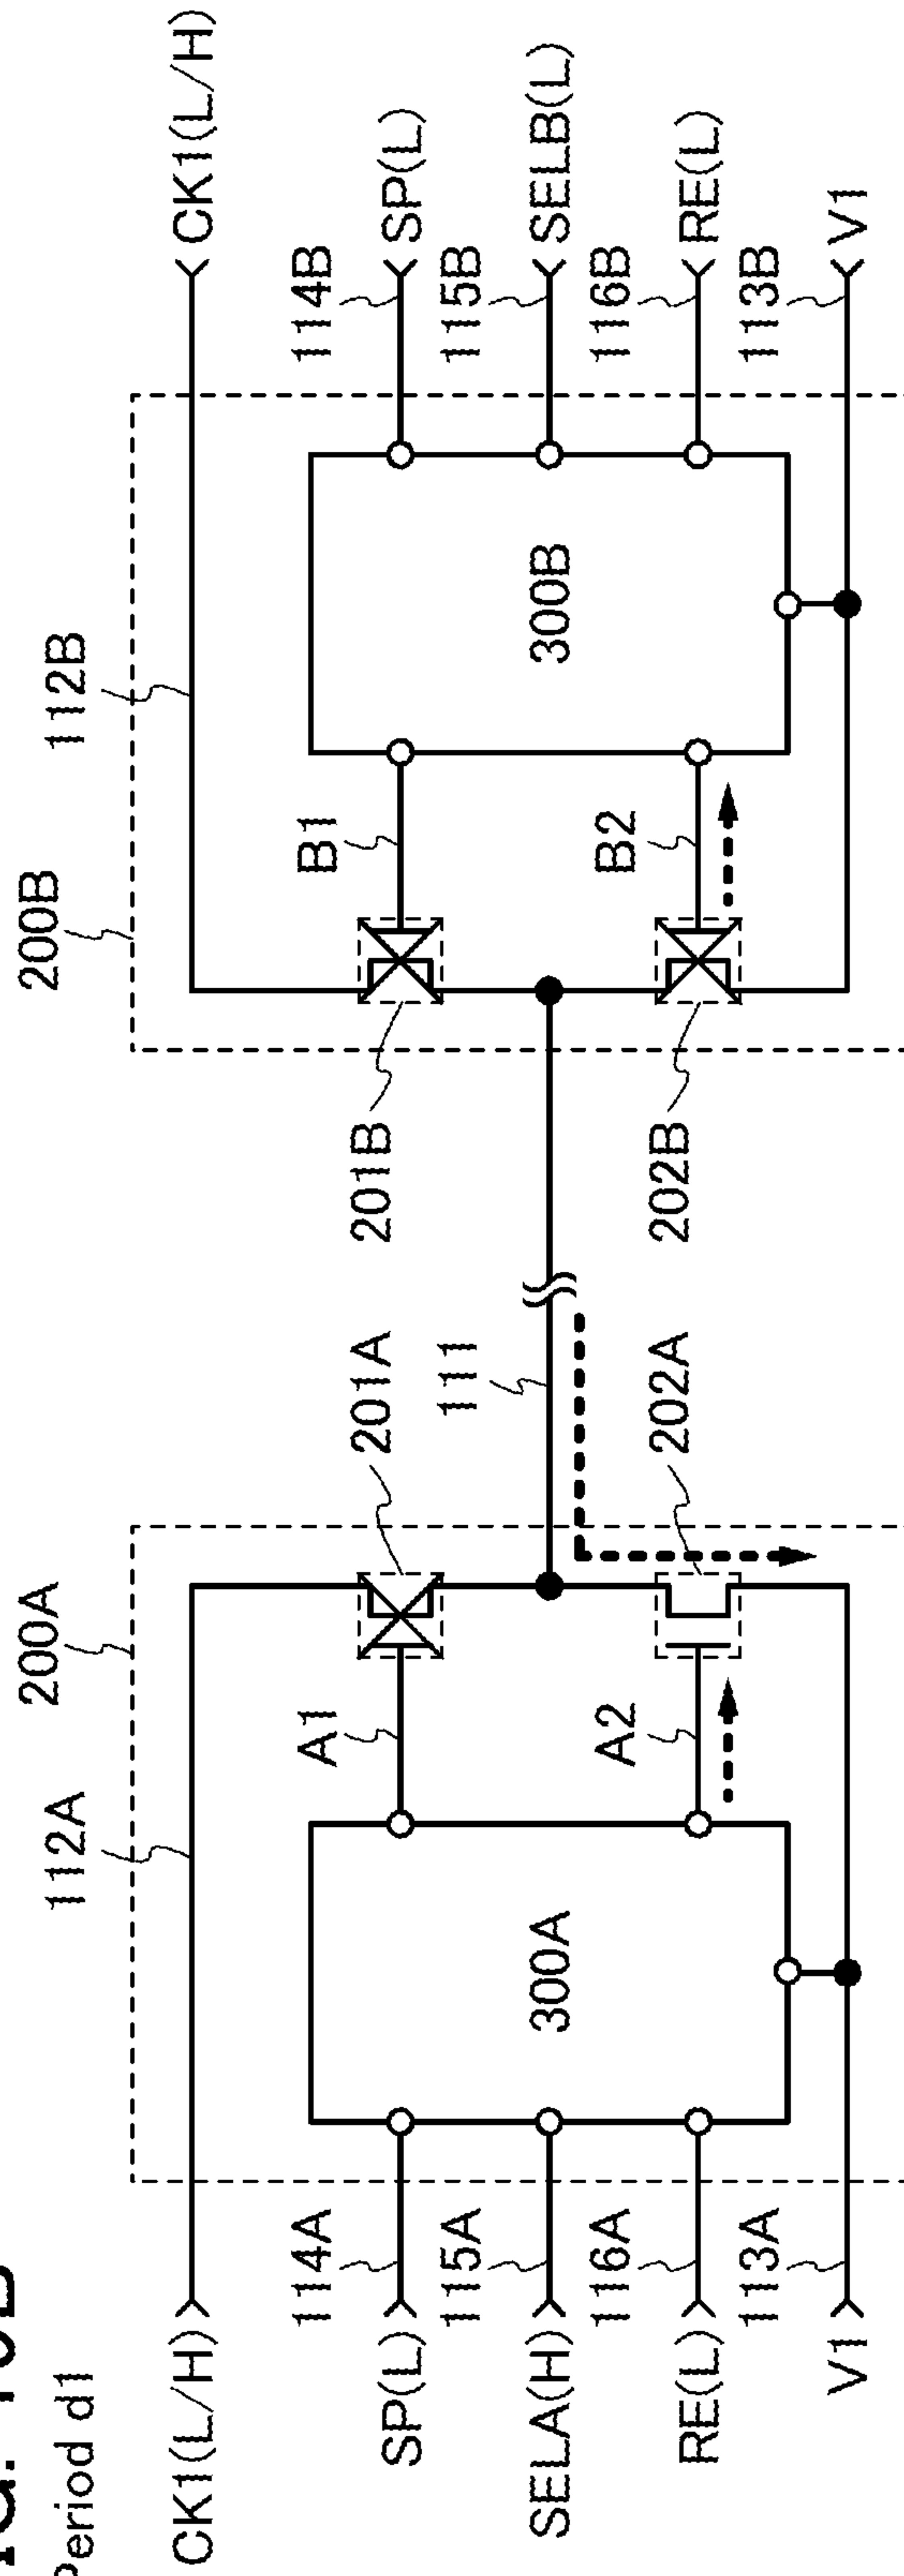 Period d1
200A
200B
112A
112B
CK1(L/H)
CK1(L/H)
114A
A1
201A
201B
B1
114B
SP(L)
SP(L)
115A
300A
111
300B
115B
SELA(H)
SELB(L)
116A
A2
202A
202B
B2
116B
RE(L)
RE(L)
113A
113B
V1
V1